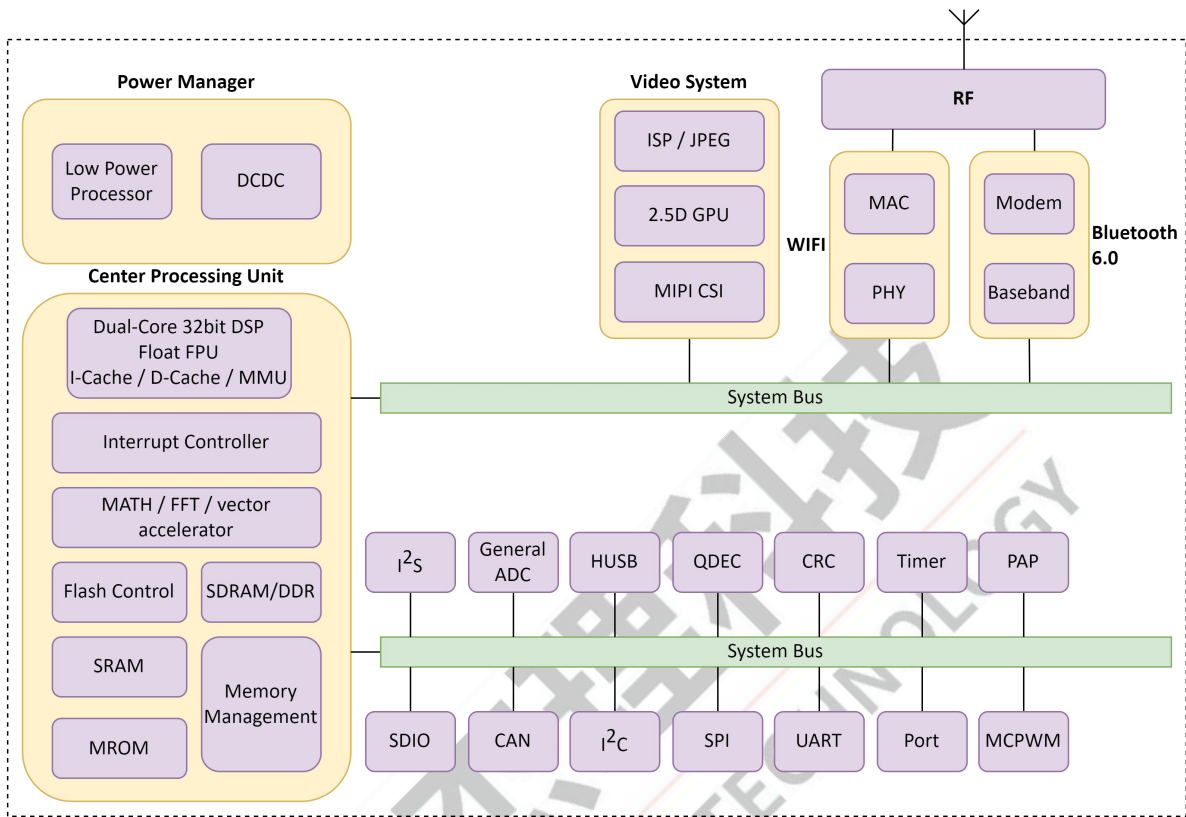 Power Manager
Low Power
Processor
DCDC
Center Processing Unit
Dual-Core 32bit DSP
Float FPU
I-Cache / D-Cache / MMU
Interrupt Controller
MATH / FFT / vector
accelerator
Flash Control
SDRAM/DDR
SRAM
Memory
Management
MROM
Video System
ISP / JPEG
2.5D GPU
MIPI CSI
RF
WIFI
MAC
PHY
Modem
Baseband
Bluetooth
6.0
System Bus
I²S
General
ADC
HUSB
QDEC
CRC
Timer
PAP
System Bus
SDIO
CAN
I²C
SPI
UART
Port
MCPWM
理科技
TECHNOLOGY